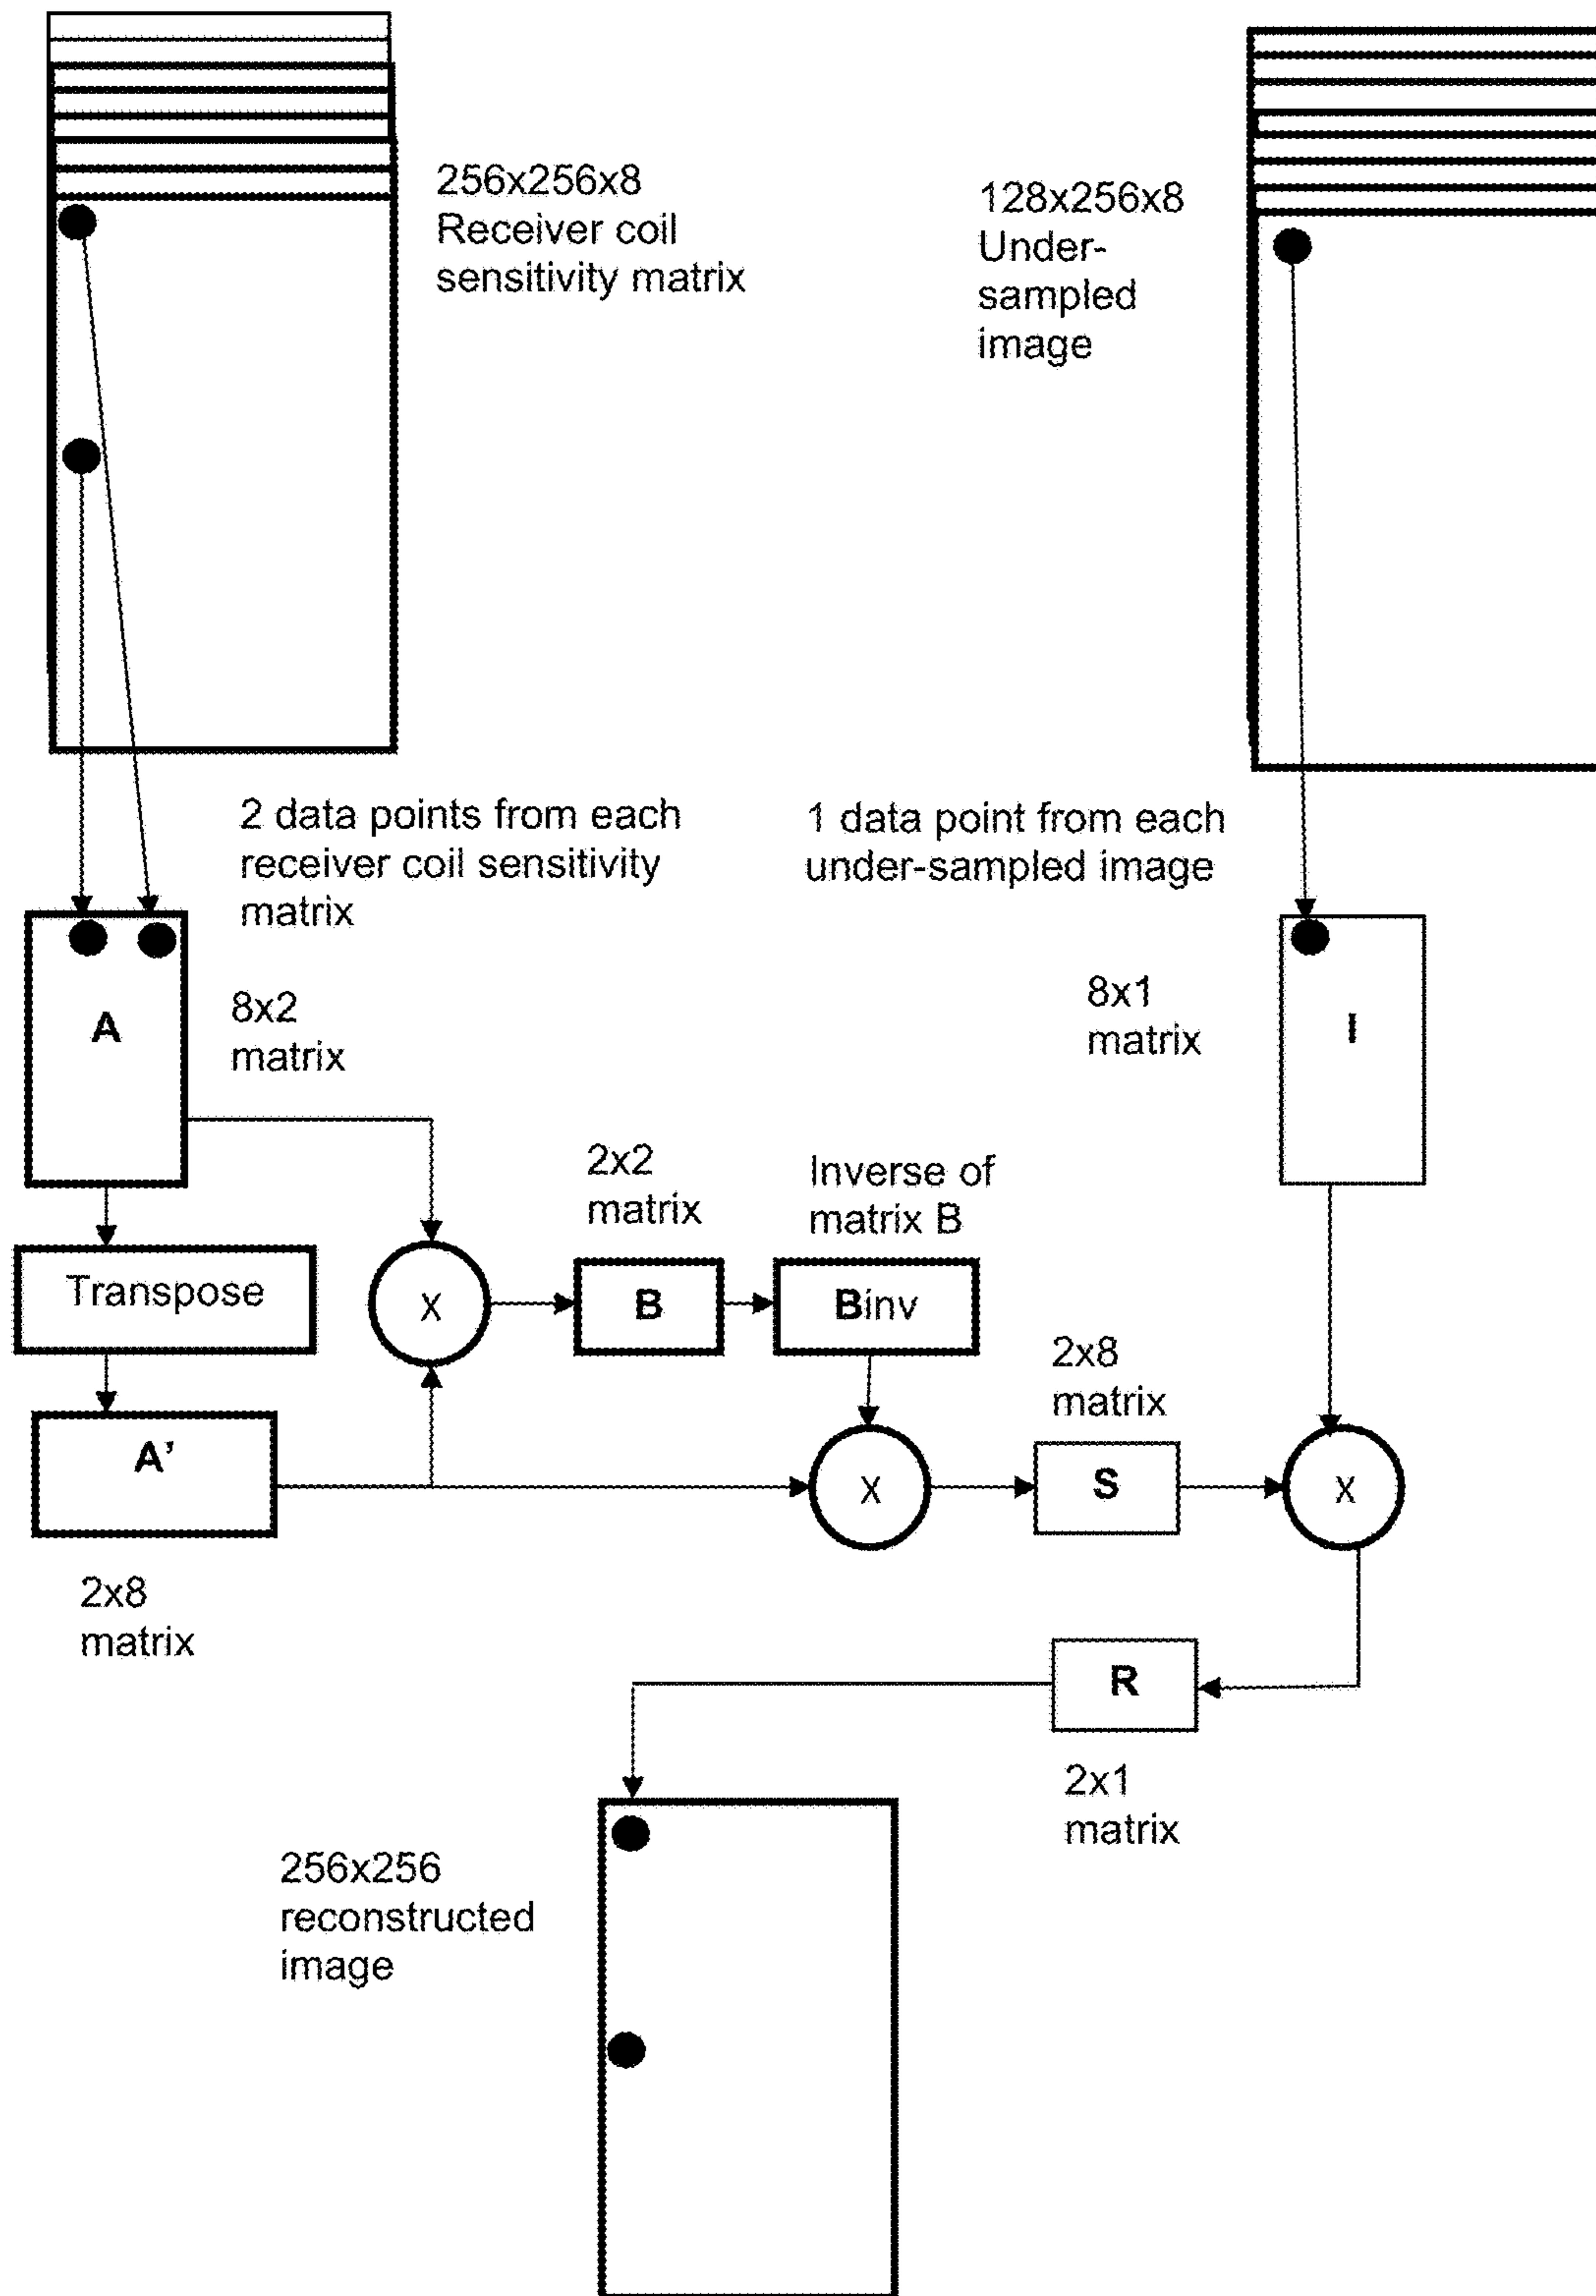 256x256x8
Receiver coil
sensitivity matrix
128x256x8
Under-
sampled
image
2 data points from each
receiver coil sensitivity
matrix
1 data point from each
under-sampled image
A
8x2
matrix
8x1
matrix
I
2x2
matrix
Inverse of
matrix B
Transpose
X
B
Binv
2x8
matrix
A'
X
S
X
2x8
matrix
R
2x1
matrix
256x256
reconstructed
image